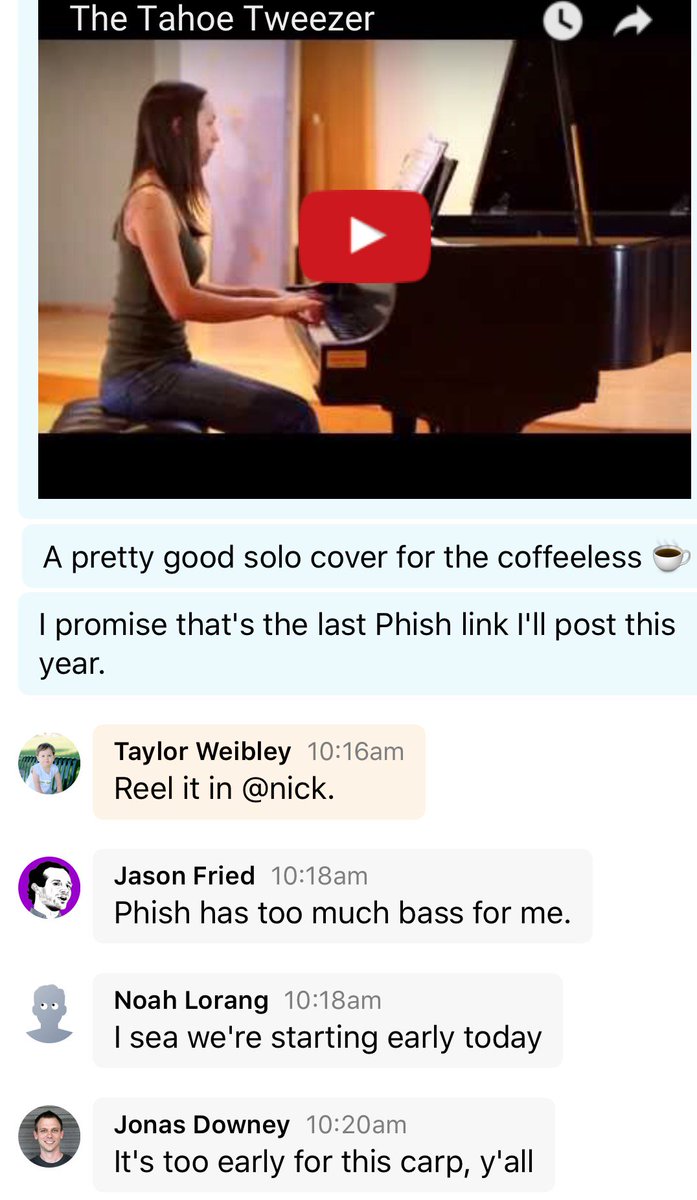 The Tahoe Tweezer
A pretty good solo cover for the coffeeless ☕
I promise that's the last Phish link I'll post this
year.
Taylor Weibley 10:16am
Reel it in @nick.
Jason Fried 10:18am
Phish has too much bass for me.
Noah Lorang 10:18am
I sea we're starting early today
Jonas Downey 10:20am
It's too early for this carp, y'all